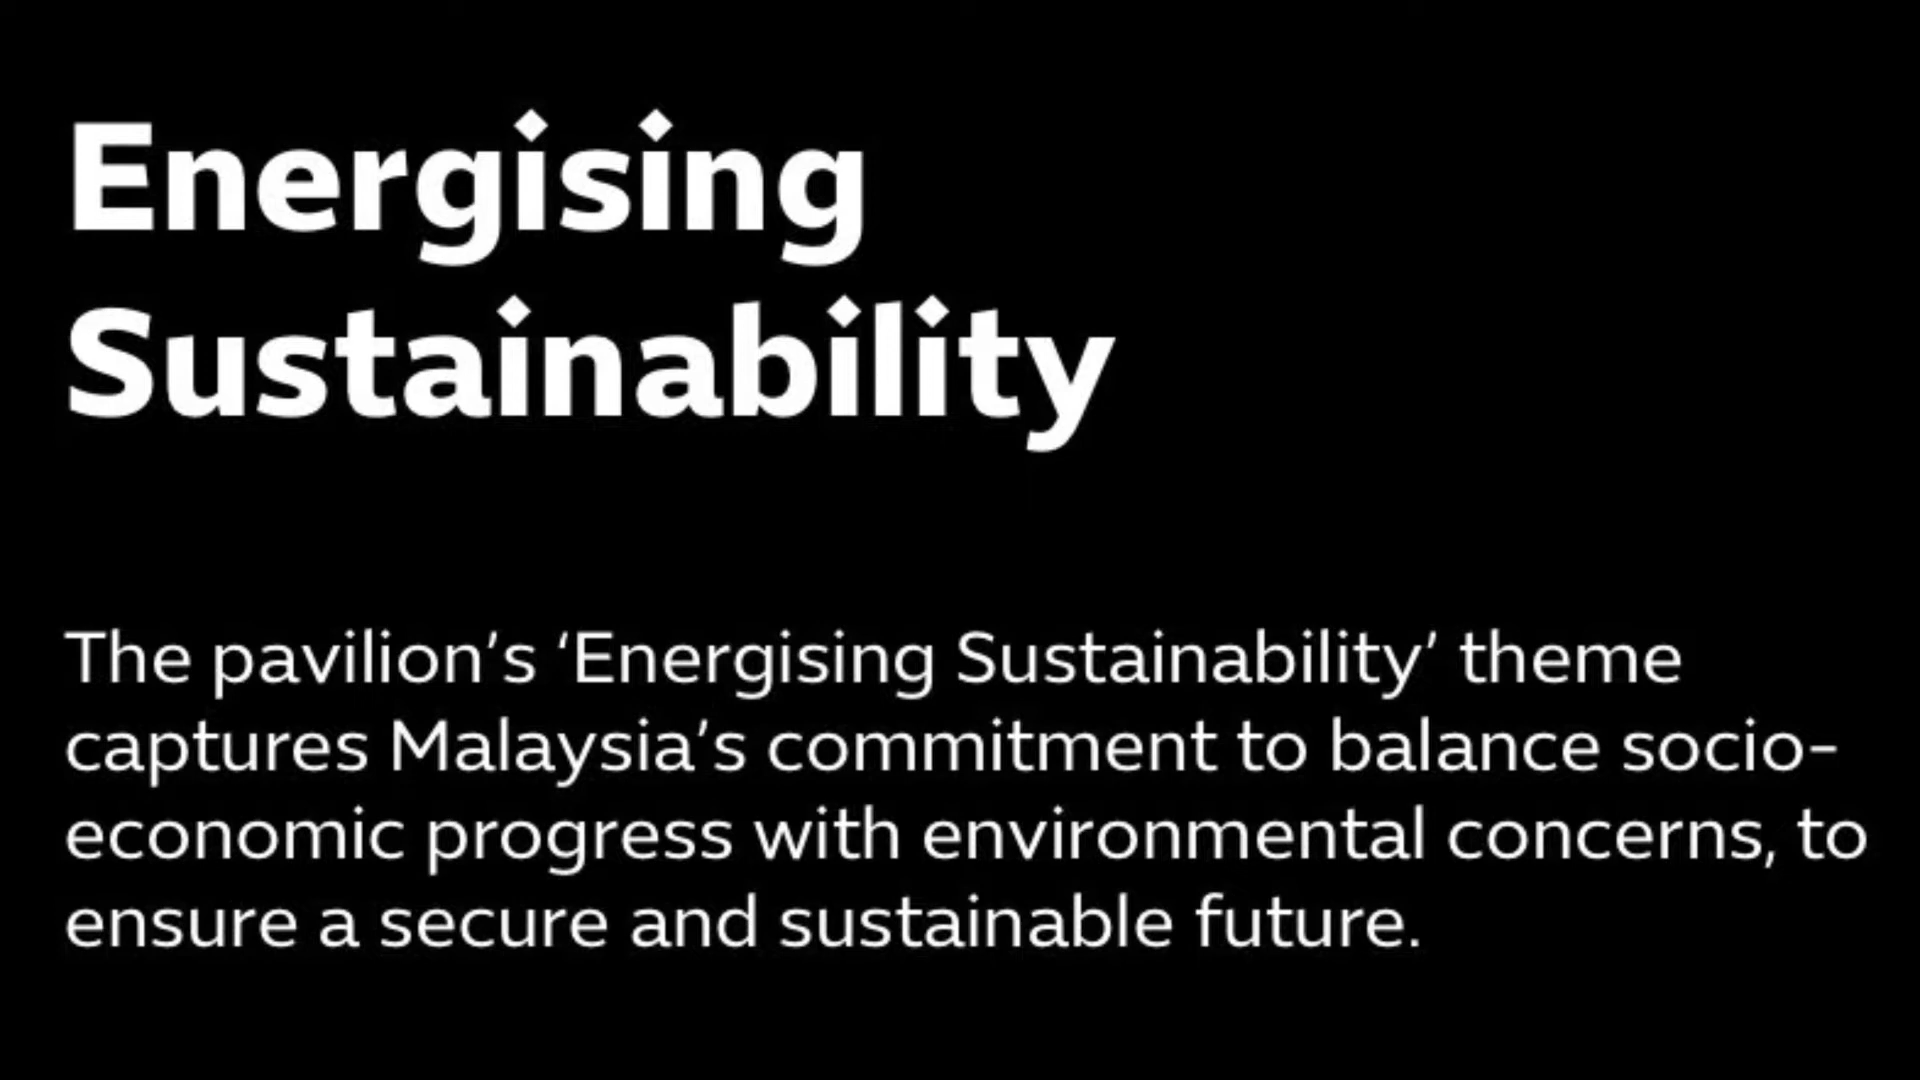 Energising
Sustainability
The pavilion’s ‘Energising Sustainability’ theme
captures Malaysia’s commitment to balance socio-
economic progress with environmental concerns, to
ensure a secure and sustainable future.